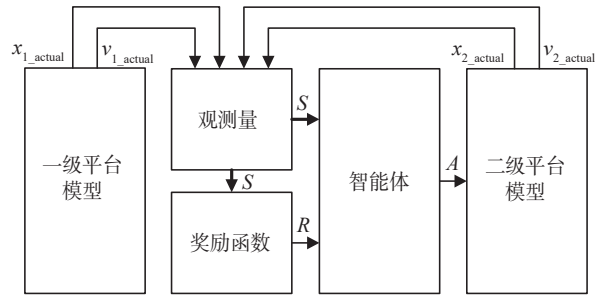 x1_actual
v1_actual
x2_actual
v2_actual
一级平台
模型
观测量
S
S
奖励函数
R
智能体
A
二级平台
模型